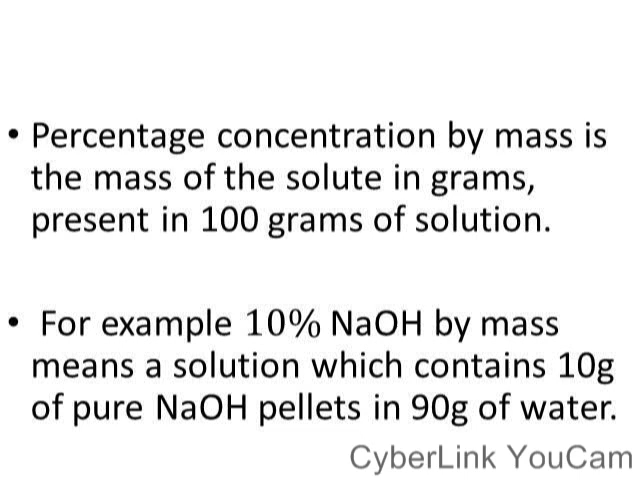 • Percentage concentration by mass is
the mass of the solute in grams,
present in 100 grams of solution.
• For example 10% NaOH by mass
means a solution which contains 10g
of pure NaOH pellets in 90g of water.
CyberLink YouCam